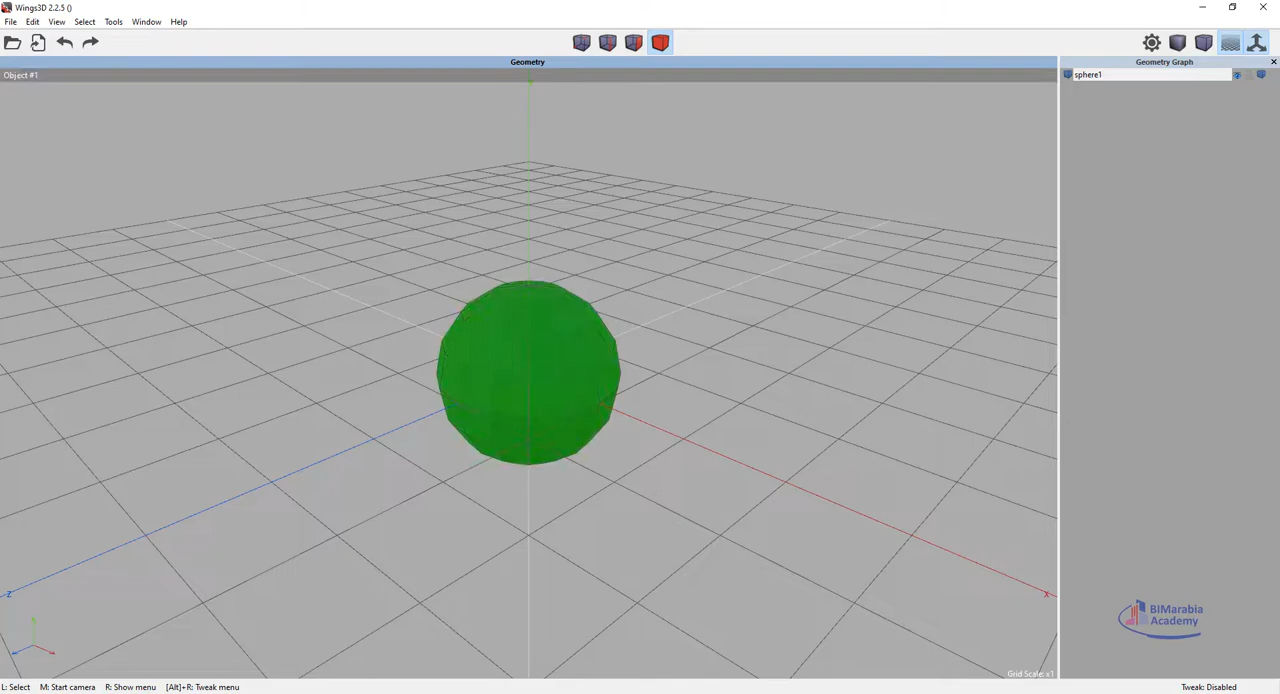 Wings3D 2.2.5 ()
File Edit View Select Tools Window Help
Geometry
Object #1
Geometry Graph
sphere1
Z
X
BIMarabia
Academy
Grid Scale: x1
L: Select M: Start camera R: Show menu [Alt]+R: Tweak menu
Tweak: Disabled